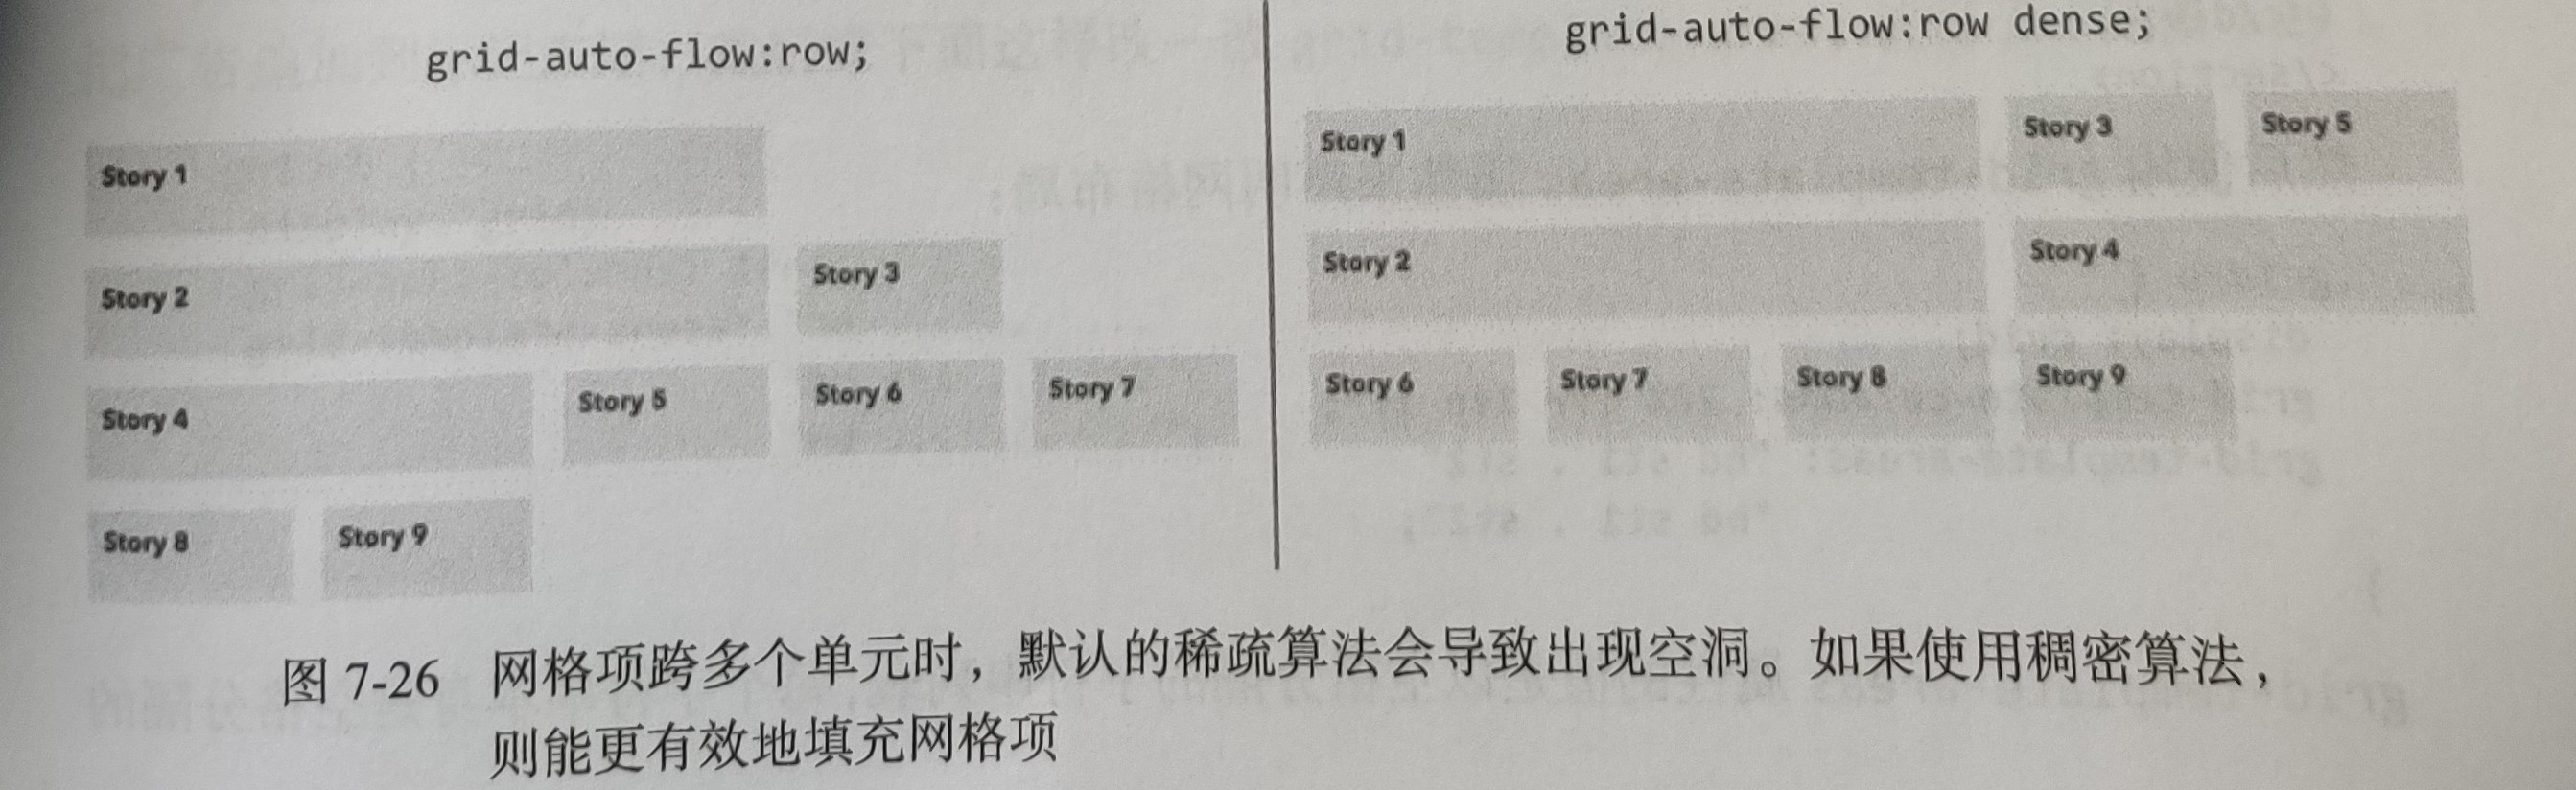 grid-auto-flow:row;
Story 1
Story 2
Story 3
Story 4
Story 5
Story 6
Story 7
Story 8
Story 9
grid-auto-flow:row dense;
Story 1
Story 3
Story 5
Story 2
Story 4
Story 6
Story 7
Story 8
Story 9
图 7-26 网格项跨多个单元时，默认的稀疏算法会导致出现空洞。如果使用稠密算法，
则能更有效地填充网格项